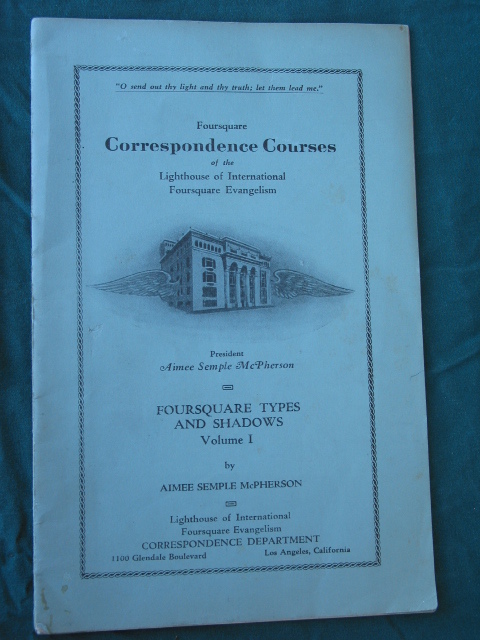 "O send out thy light and thy truth; let them lead me."
Foursquare
Correspondence Courses
of the
Lighthouse of International
Foursquare Evangelism
President
Aimee Semple McPherson
FOURSQUARE TYPES
AND SHADOWS
Volume I
by
AIMEE SEMPLE McPHERSON
Lighthouse of International
Foursquare Evangelism
CORRESPONDENCE DEPARTMENT
1100 Glendale Boulevard Los Angeles, California